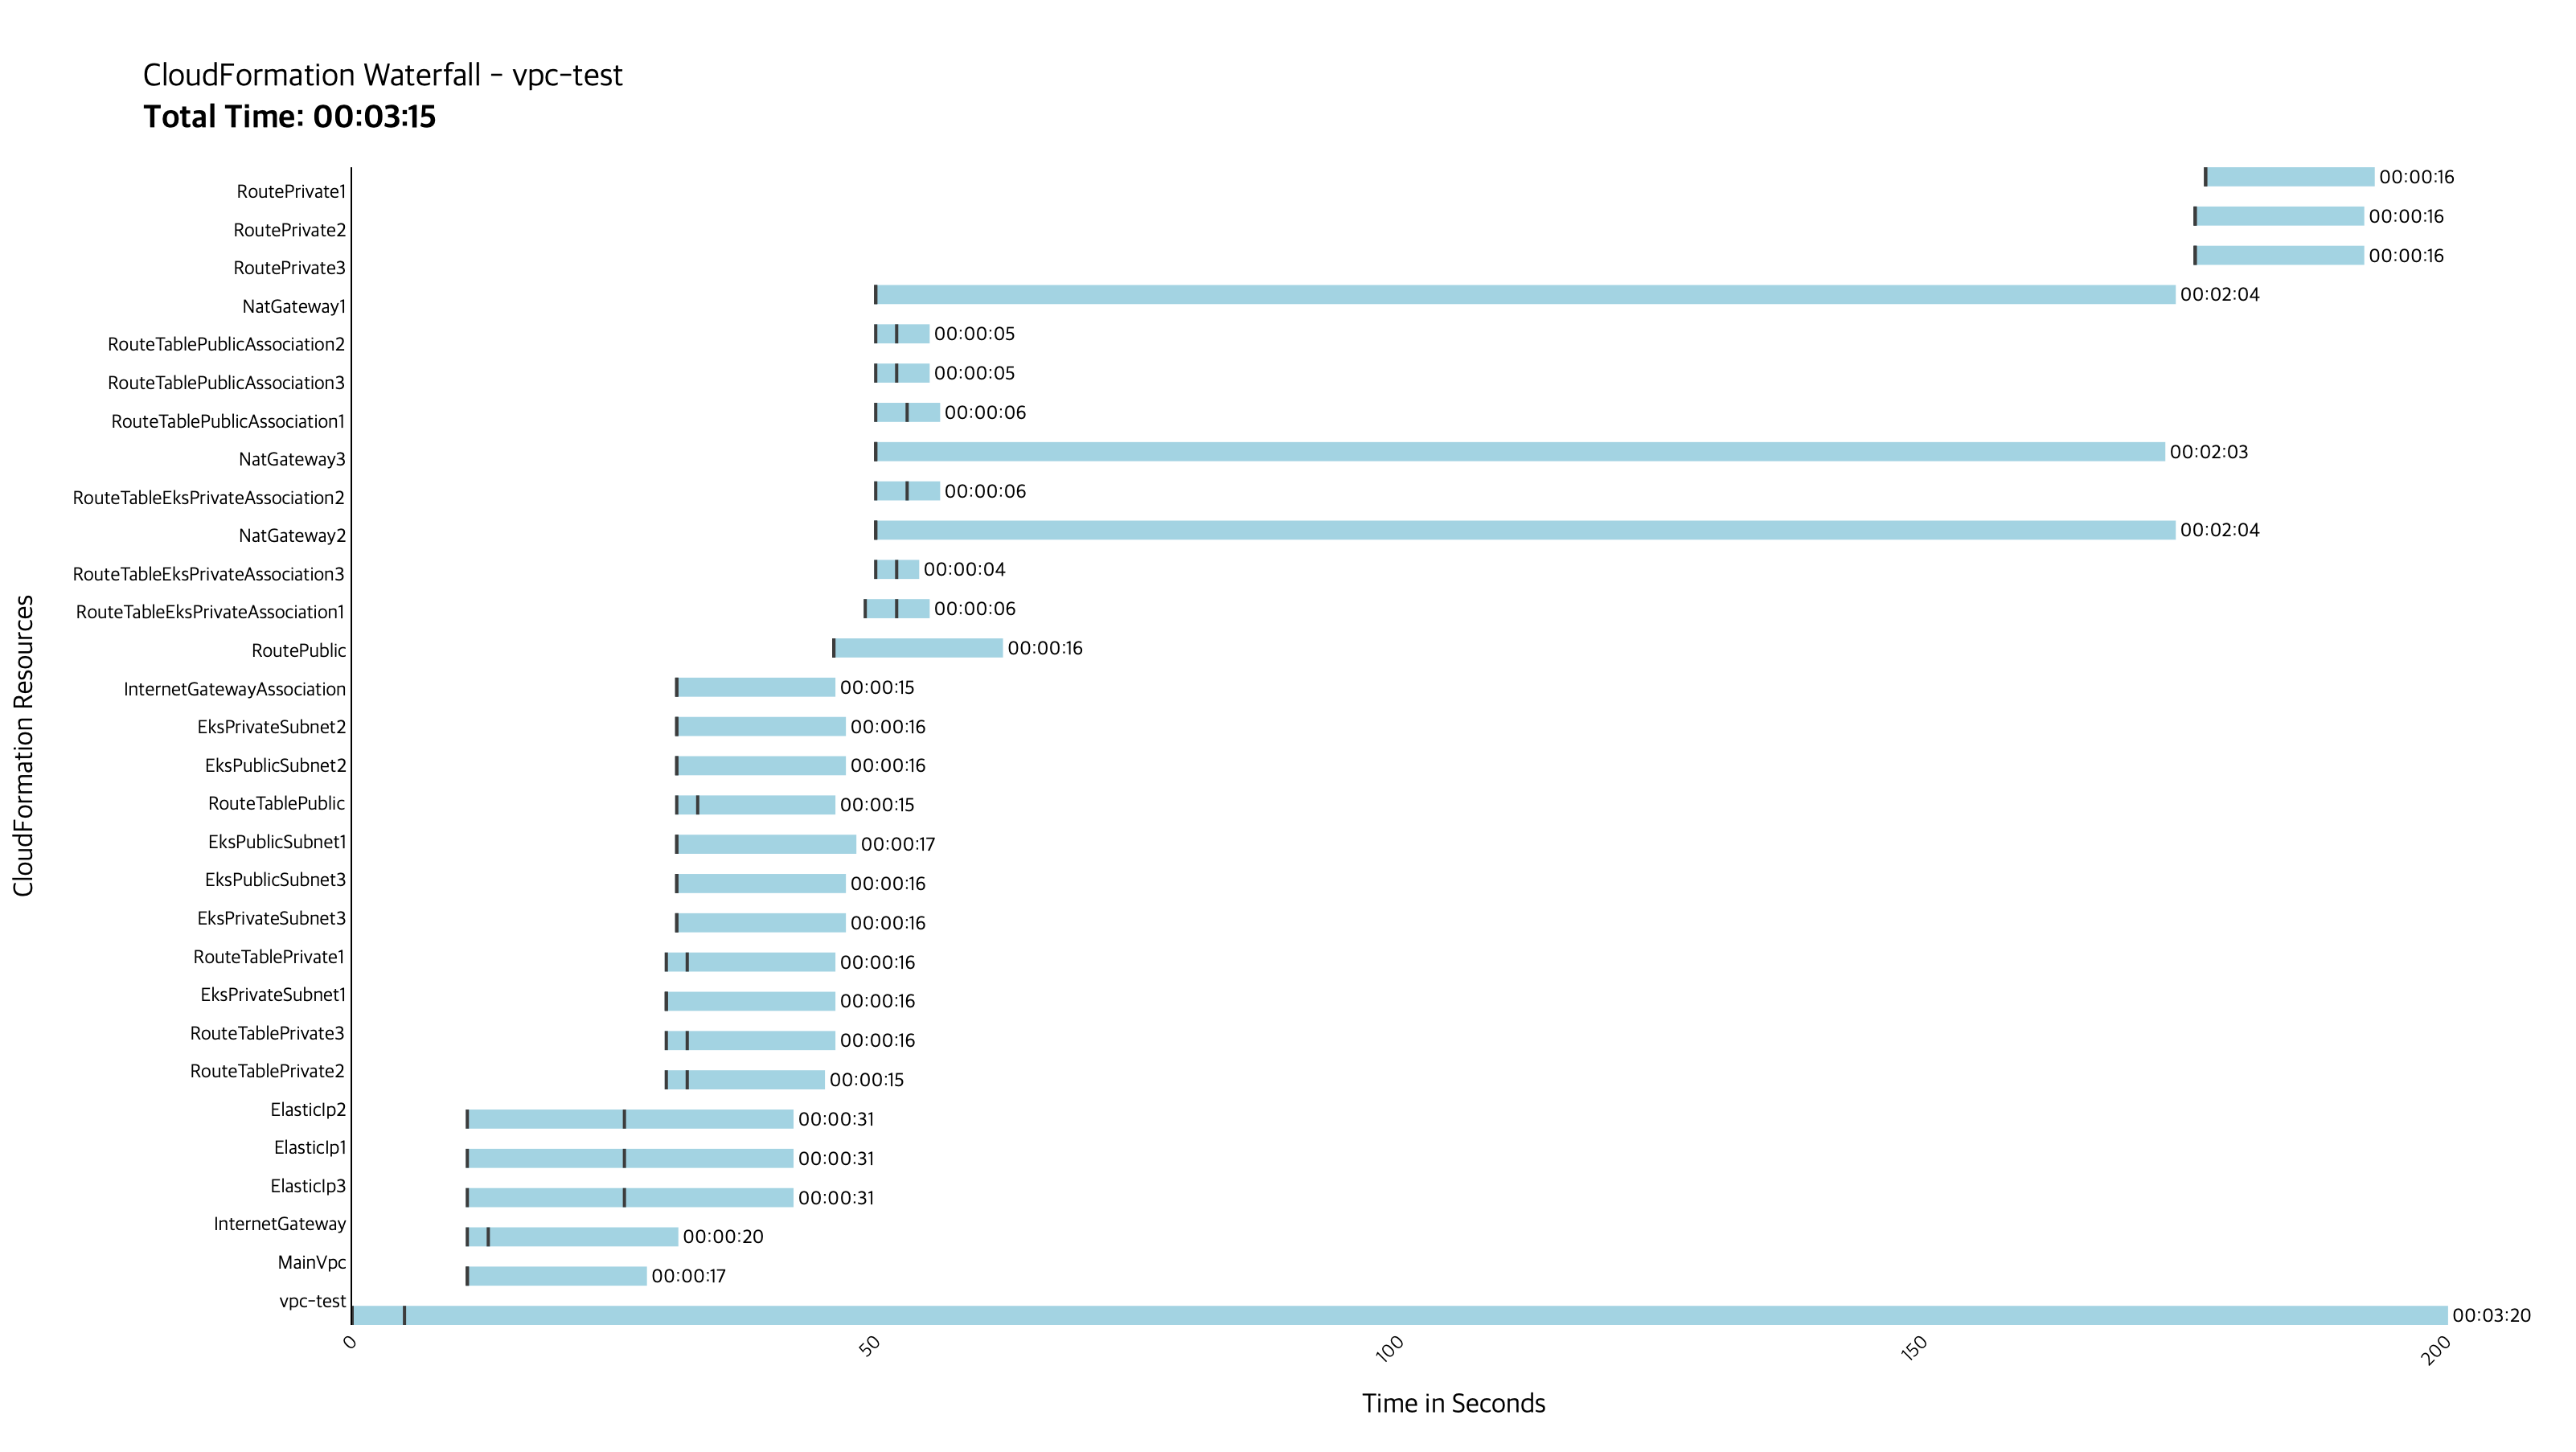 CloudFormation Waterfall - vpc-test
Total Time: 00:03:15
CloudFormation Resources
RoutePrivate1 00:00:16
RoutePrivate2 00:00:16
RoutePrivate3 00:00:16
NatGateway1 00:02:04
RouteTablePublicAssociation2 00:00:05
RouteTablePublicAssociation3 00:00:05
RouteTablePublicAssociation1 00:00:06
NatGateway3 00:02:03
RouteTableEksPrivateAssociation2 00:00:06
NatGateway2 00:02:04
RouteTableEksPrivateAssociation3 00:00:04
RouteTableEksPrivateAssociation1 00:00:06
RoutePublic 00:00:16
InternetGatewayAssociation 00:00:15
EksPrivateSubnet2 00:00:16
EksPublicSubnet2 00:00:16
RouteTablePublic 00:00:15
EksPublicSubnet1 00:00:17
EksPublicSubnet3 00:00:16
EksPrivateSubnet3 00:00:16
RouteTablePrivate1 00:00:16
EksPrivateSubnet1 00:00:16
RouteTablePrivate3 00:00:16
RouteTablePrivate2 00:00:15
ElasticIp2 00:00:31
ElasticIp1 00:00:31
ElasticIp3 00:00:31
InternetGateway 00:00:20
MainVpc 00:00:17
vpc-test 00:03:20
0 50 100 150 200
Time in Seconds